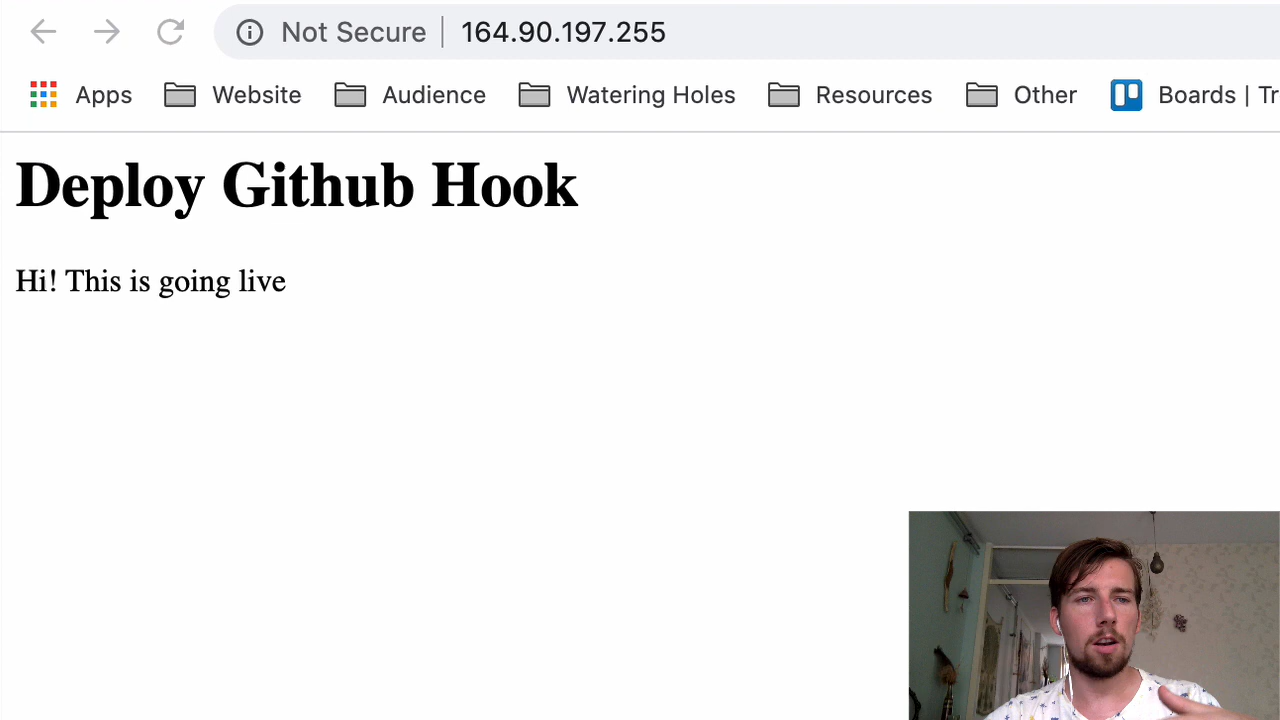 Not Secure 164.90.197.255
Apps Website Audience Watering Holes Resources Other Boards | Tr
Deploy Github Hook
Hi! This is going live